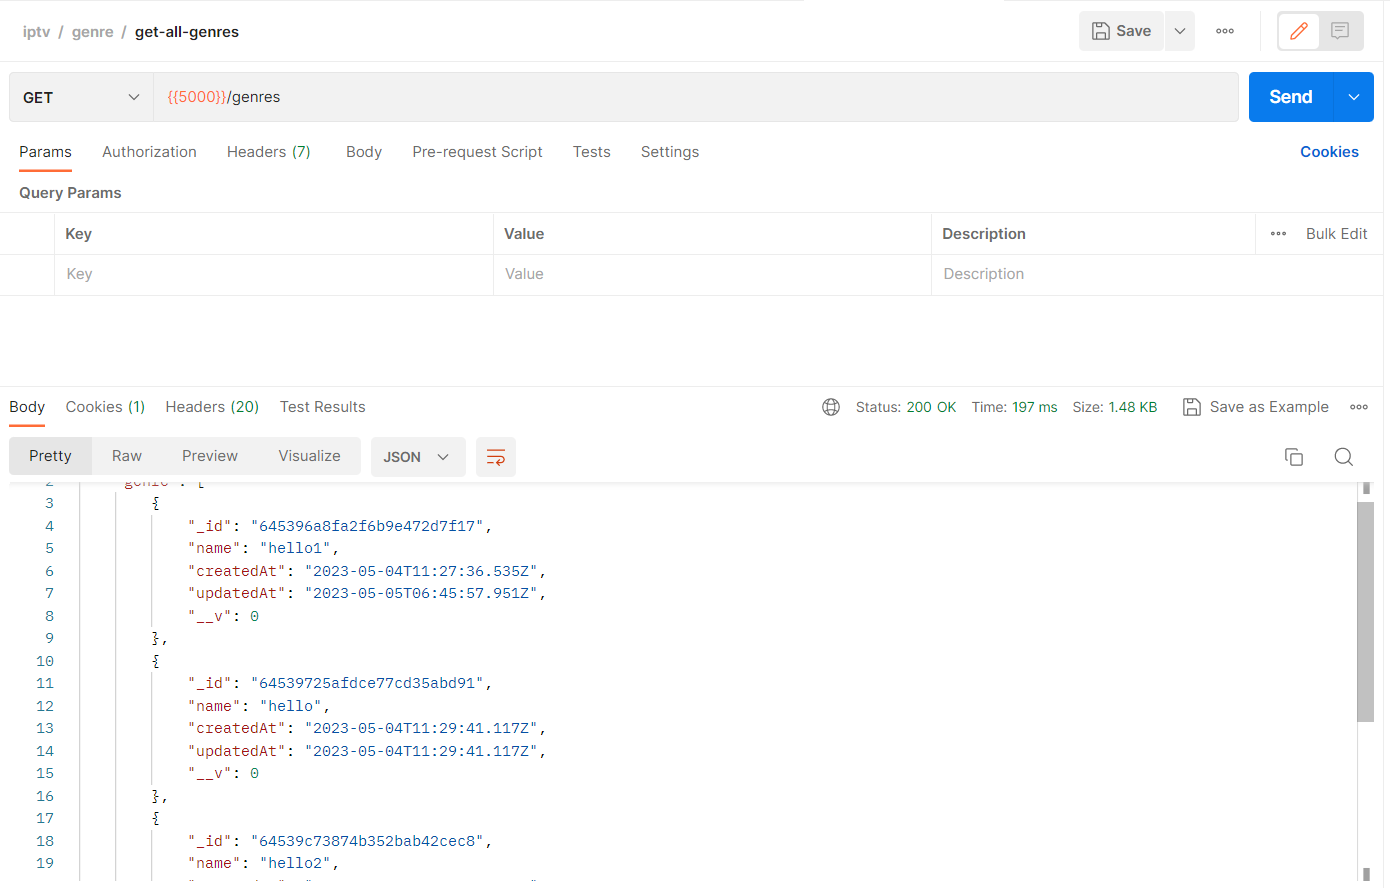 iptv / genre / get-all-genres
Save
GET {{5000}}/genres Send
Params Authorization Headers (7) Body Pre-request Script Tests Settings Cookies
Query Params
Key Value Description Bulk Edit
Key Value Description
Body Cookies (1) Headers (20) Test Results Status: 200 OK Time: 197 ms Size: 1.48 KB Save as Example
Pretty Raw Preview Visualize JSON
3 {
4 "_id": "645396a8fa2f6b9e472d7f17",
5 "name": "hello1",
6 "createdAt": "2023-05-04T11:27:36.535Z",
7 "updatedAt": "2023-05-05T06:45:57.951Z",
8 "__v": 0
9 },
10 {
11 "_id": "64539725afdce77cd35abd91",
12 "name": "hello",
13 "createdAt": "2023-05-04T11:29:41.117Z",
14 "updatedAt": "2023-05-04T11:29:41.117Z",
15 "__v": 0
16 },
17 {
18 "_id": "64539c73874b352bab42cec8",
19 "name": "hello2",